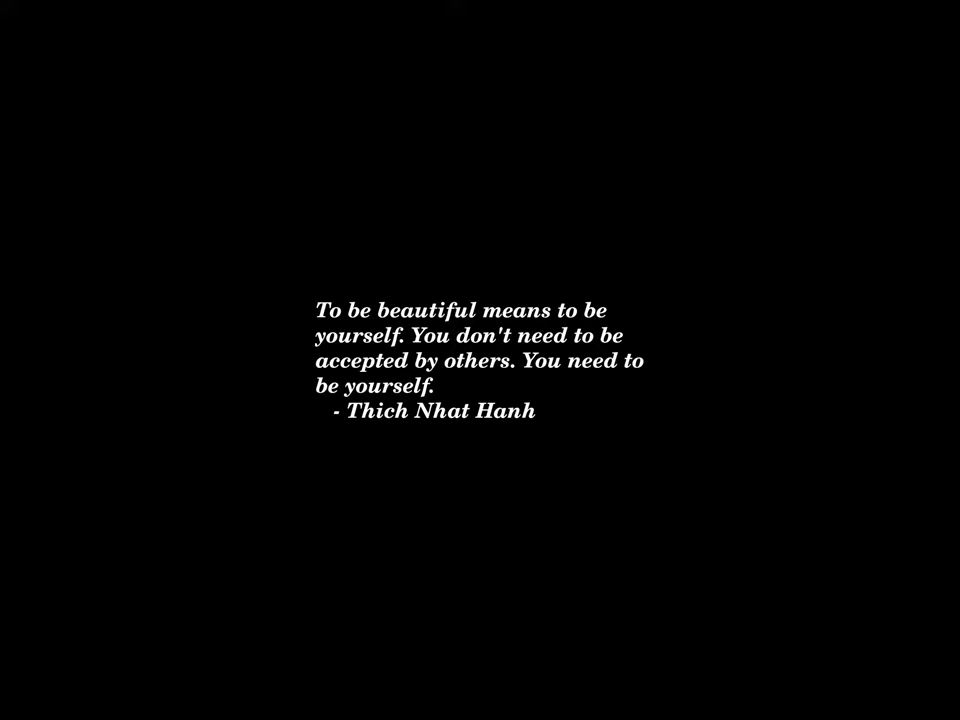 To be beautiful means to be
yourself. You don't need to be
accepted by others. You need to
be yourself.
- Thich Nhat Hanh